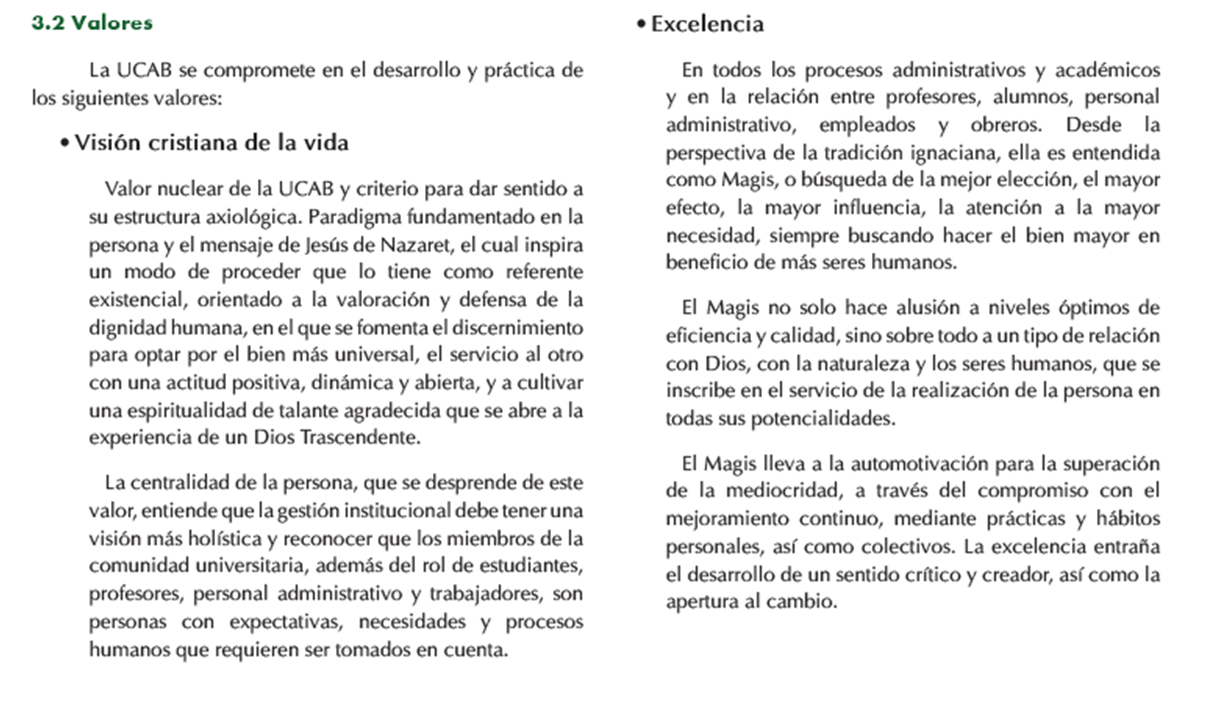 3.2 Valores
La UCAB se compromete en el desarrollo y práctica de
los siguientes valores:
• Visión cristiana de la vida
Valor nuclear de la UCAB y criterio para dar sentido a
su estructura axiológica. Paradigma fundamentado en la
persona y el mensaje de Jesús de Nazaret, el cual inspira
un modo de proceder que lo tiene como referente
existencial, orientado a la valoración y defensa de la
dignidad humana, en el que se fomenta el discernimiento
para optar por el bien más universal, el servicio al otro
con una actitud positiva, dinámica y abierta, y a cultivar
una espiritualidad de talante agradecida que se abre a la
experiencia de un Dios Trascendente.
La centralidad de la persona, que se desprende de este
valor, entiende que la gestión institucional debe tener una
visión más holística y reconocer que los miembros de la
comunidad universitaria, además del rol de estudiantes,
profesores, personal administrativo y trabajadores, son
personas con expectativas, necesidades y procesos
humanos que requieren ser tomados en cuenta.
• Excelencia
En todos los procesos administrativos y académicos
y en la relación entre profesores, alumnos, personal
administrativo, empleados y obreros. Desde la
perspectiva de la tradición ignaciana, ella es entendida
como Magis, o búsqueda de la mejor elección, el mayor
efecto, la mayor influencia, la atención a la mayor
necesidad, siempre buscando hacer el bien mayor en
beneficio de más seres humanos.
El Magis no solo hace alusión a niveles óptimos de
eficiencia y calidad, sino sobre todo a un tipo de relación
con Dios, con la naturaleza y los seres humanos, que se
inscribe en el servicio de la realización de la persona en
todas sus potencialidades.
El Magis lleva a la automotivación para la superación
de la mediocridad, a través del compromiso con el
mejoramiento continuo, mediante prácticas y hábitos
personales, así como colectivos. La excelencia entraña
el desarrollo de un sentido crítico y creador, así como la
apertura al cambio.